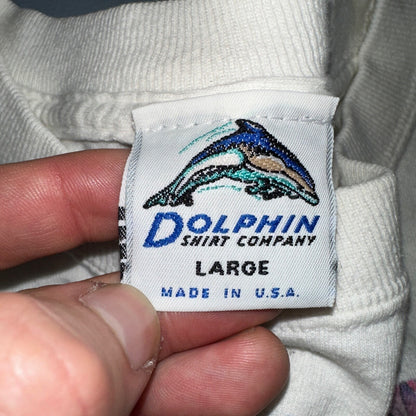 DOLPHIN
SHIRT COMPANY
LARGE
MADE IN U.S.A.